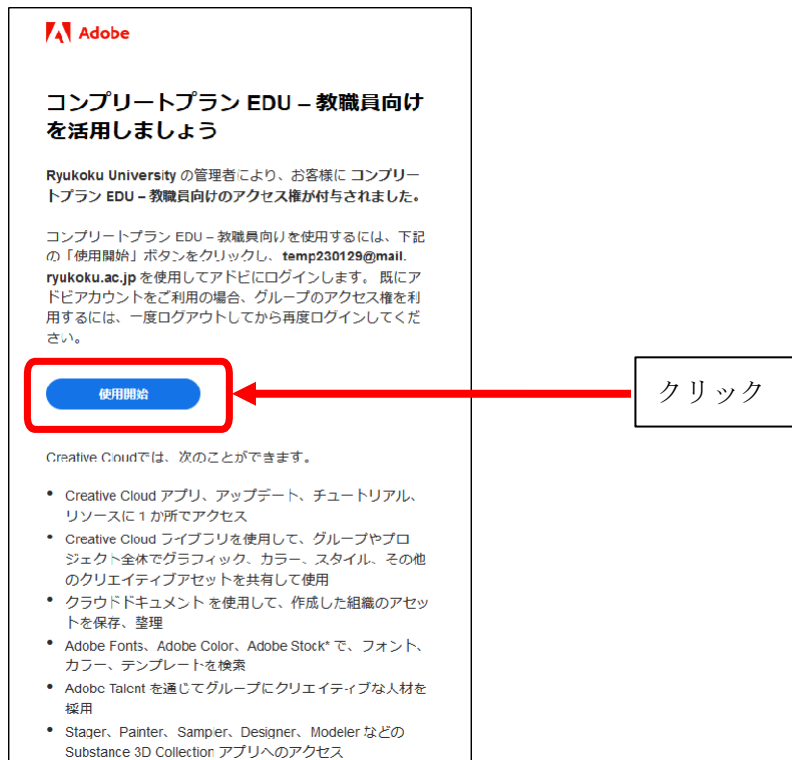 Adobe
コンプリートプラン EDU – 教職員向け
を活用しましょう
Ryukoku University の管理者により、お客様に コンプリー
トプラン EDU – 教職員向けのアクセス権が付与されました。
コンプリートプラン EDU – 教職員向けを使用するには、下記
の「使用開始」ボタンをクリックし、temp230129@mail.
ryukoku.ac.jp を使用してアドビにログインします。 既にア
ドビアカウントをご利用の場合、グループのアクセス権を利
用するには、一度ログアウトしてから再度ログインしてくだ
さい。
使用開始
クリック
Creative Cloudでは、次のことができます。
• Creative Cloud アプリ、アップデート、チュートリアル、
リソースに 1 か所でアクセス
• Creative Cloud ライブラリを使用して、グループやプロ
ジェクト全体でグラフィック、カラー、スタイル、その他
のクリエイティブアセットを共有して使用
• クラウドドキュメント を使用して、作成した組織のアセッ
トを保存、整理
• Adobe Fonts、Adobe Color、Adobe Stock* で、フォント、
カラー、テンプレートを検索
• Adobe Talent を通じてグループにクリエイティブな人材を
採用
• Stager、Painter、Sampler、Designer、Modeler などの
Substance 3D Collection アプリへのアクセス